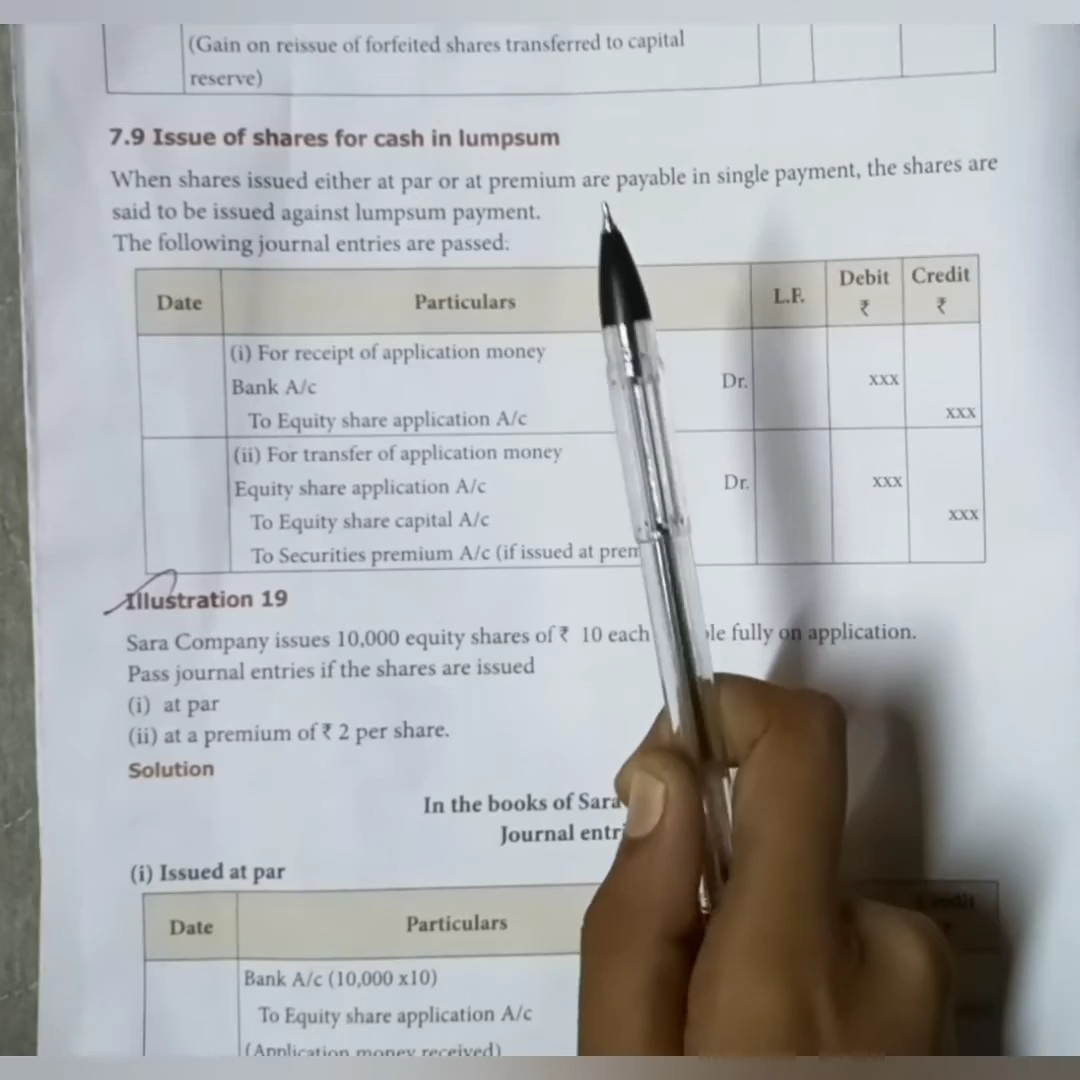 (Gain on reissue of forfeited shares transferred to capital
reserve)
7.9 Issue of shares for cash in lumpsum
When shares issued either at par or at premium are payable in single payment, the shares are
said to be issued against lumpsum payment.
The following journal entries are passed:
Date Particulars L.F. Debit ₹ Credit ₹
(i) For receipt of application money
Bank A/c Dr. xxx
To Equity share application A/c xxx
(ii) For transfer of application money
Equity share application A/c Dr. xxx
To Equity share capital A/c xxx
To Securities premium A/c (if issued at
Illustration 19
Sara Company issues 10,000 equity shares of ₹ 10 each fully on application.
Pass journal entries if the shares are issued
(i) at par
(ii) at a premium of ₹ 2 per share.
Solution
In the books of Sara
Journal
(i) Issued at par
Date Particulars Credit
Bank A/c (10,000 x10)
To Equity share application A/c
(Application money received)